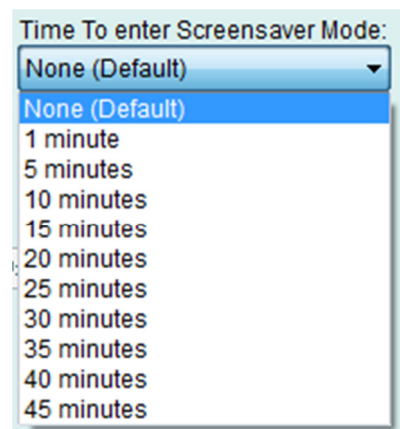 Time To enter Screensaver Mode:
None (Default)
None (Default)
1 minute
5 minutes
10 minutes
15 minutes
20 minutes
25 minutes
30 minutes
35 minutes
40 minutes
45 minutes